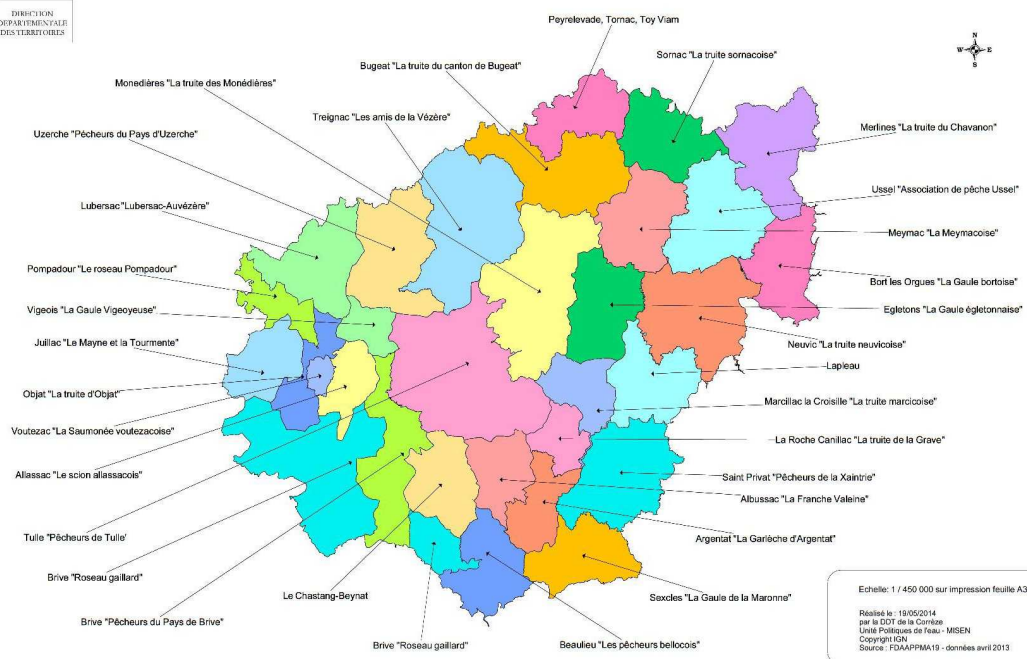 DIRECTION
DEPARTEMENTALE
DES TERRITOIRES
Peyrelevade, Tornac, Toy Viam
Sornac "La truite sornacoise"
Bugeat "La truite du canton de Bugeat"
Monedières "La truite des Monédières"
Treignac "Les amis de la Vézère"
N
W E
S
Uzerche "Pécheurs du Pays d'Uzerche"
Merlines "La truite du Chavanon"
Ussel "Association de pêche Ussel"
Lubersac "Lubersac-Auvézère"
Meymac "La Meymacoise"
Pompadour "Le roseau Pompadour"
Bort les Orgues "La Gaule bortoise"
Vigeois "La Gaule Vigeoyeuse"
Egletons "La Gaule égletonnaise"
Juillac "Le Mayne et la Tourmente"
Neuvic "La truite neuvicoise"
Lapleau
Objat "La truite d'Objat"
Marcillac la Croisille "La truite marcicoise"
Voutezac "La Saumonée voutezacoise"
La Roche Canillac "La truite de la Grave"
Allassac "Le scion allassacois"
Saint Privat "Pêcheurs de la Xaintrie"
Albussac "La Franche Valeine"
Tulle "Pêcheurs de Tulle'
Argentat "La Garlèche d'Argentat"
Brive "Roseau gaillard"
Le Chastang-Beynat
Sexcles "La Gaule de la Maronne"
Brive "Pêcheurs du Pays de Brive"
Brive "Roseau gaillard"
Beaulieu "Les pêcheurs bellocois"
Echelle: 1 / 450 000 sur impression feuille A3
Réalisé le : 19/05/2014
par la DDT de la Corrèze
Unité Politiques de l'eau - MISEN
Copyright IGN
Source : FDAAPPMA19 - données avril 2013